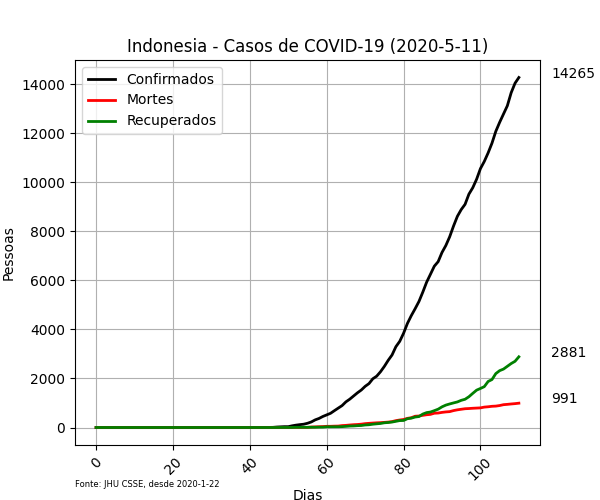 Indonesia - Casos de COVID-19 (2020-5-11)
Confirmados
Mortes
Recuperados
14265
2881
991
14000
12000
10000
8000
6000
4000
2000
0
Pessoas
0
20
40
60
80
100
Fonte: JHU CSSE, desde 2020-1-22
Dias